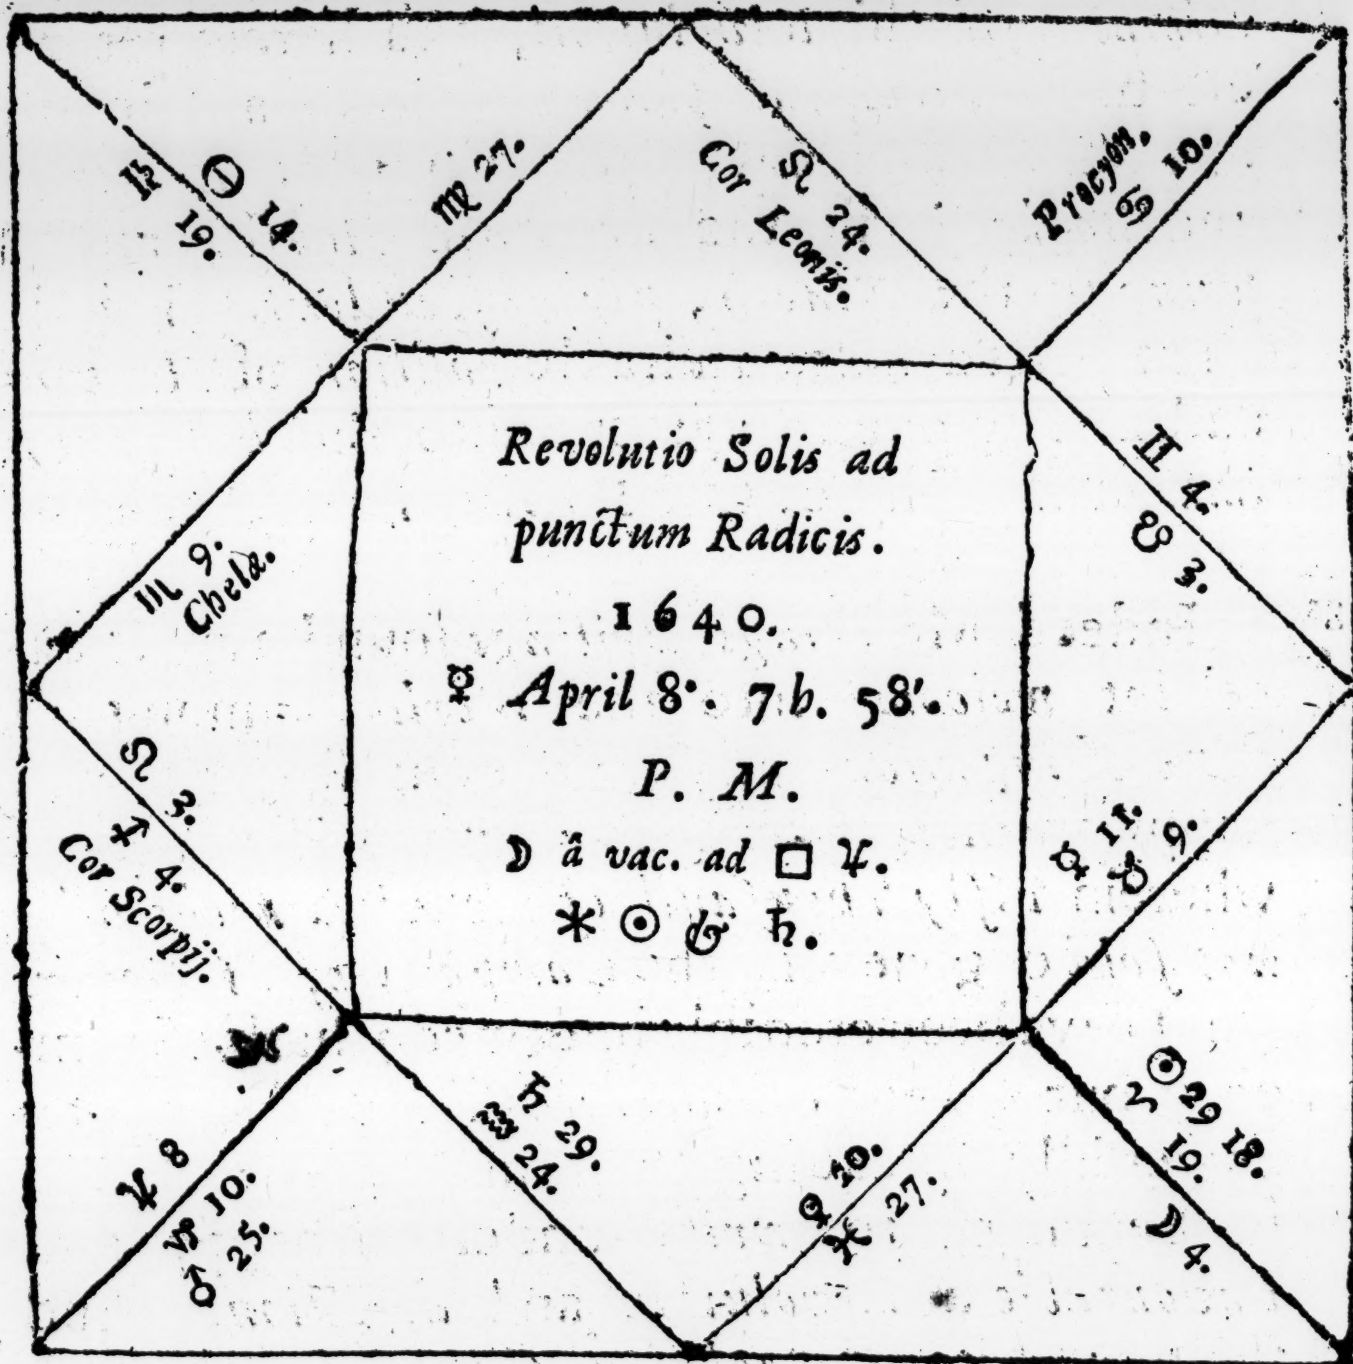 ♎ 19.
⊖ 14.
♍ 27.
♌ 24.
Cor Leonis.
Procyon.
♋ 10.
♊ 4.
☋ 3.
♏ 9.
Chelæ.
Revolutio Solis ad
punctum Radicis.
1640.
☿ April 8°. 7 h. 58′.
P. M.
☽ â vac. ad □ ♃.
⚹ ☉ & ♄.
☊ 3.
♐ 4.
Cor Scorpij.
☿ 11.
♉ 9.
♃ 8
♑ 10.
♂ 25.
♄ 29.
♒ 24.
♀ 20.
♓ 27.
☉ 29 18.
♈ 19.
☽ 4.